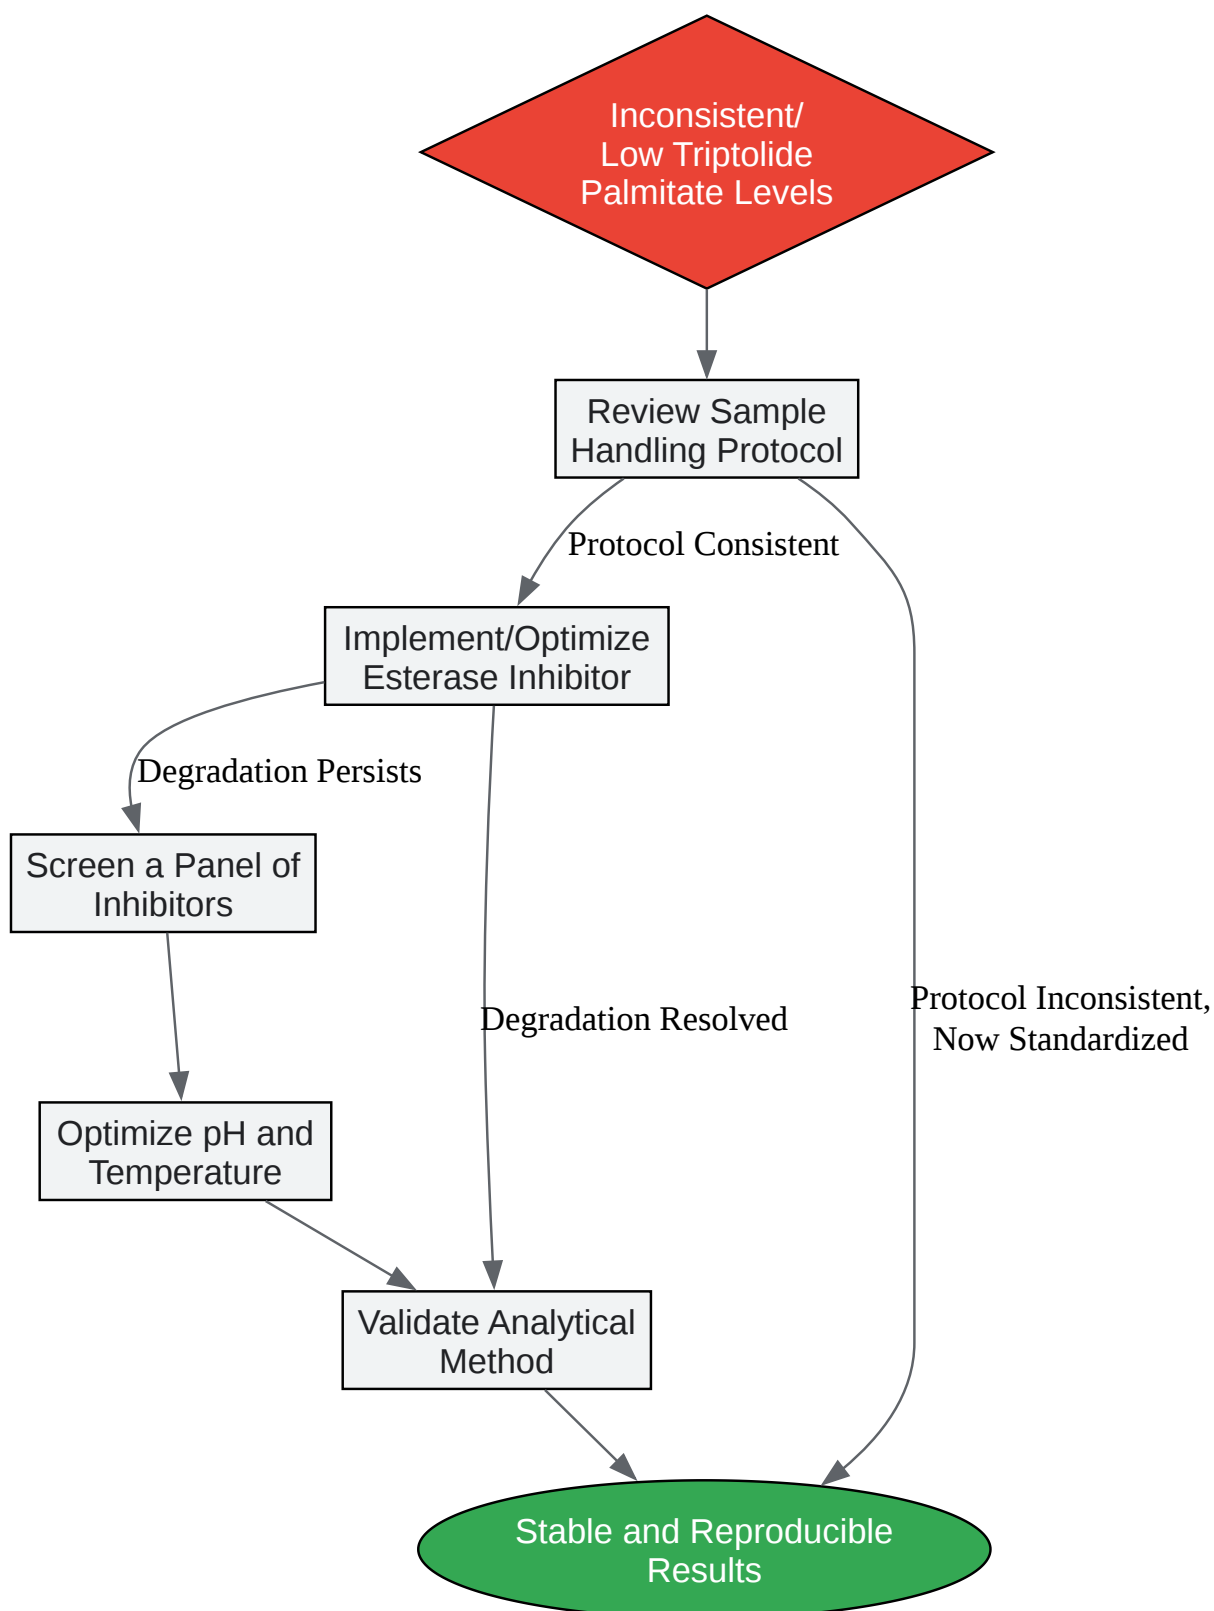 Inconsistent/
Low Triptolide
Palmitate Levels
Review Sample
Handling Protocol
Protocol Consistent
Implement/Optimize
Esterase Inhibitor
Degradation Persists
Screen a Panel of
Inhibitors
Degradation Resolved
Protocol Inconsistent,
Now Standardized
Optimize pH and
Temperature
Validate Analytical
Method
Stable and Reproducible
Results